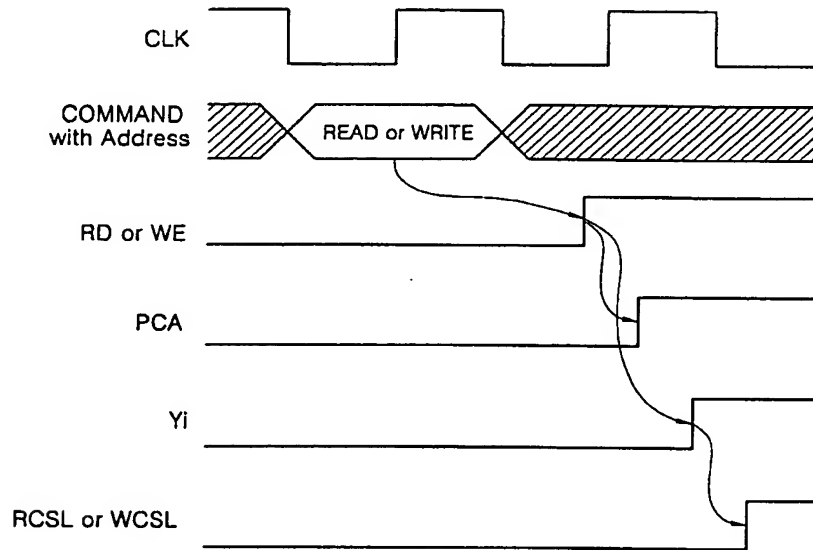 CLK
COMMAND
with Address
READ or WRITE
RD or WE
PCA
Yi
RCSL or WCSL